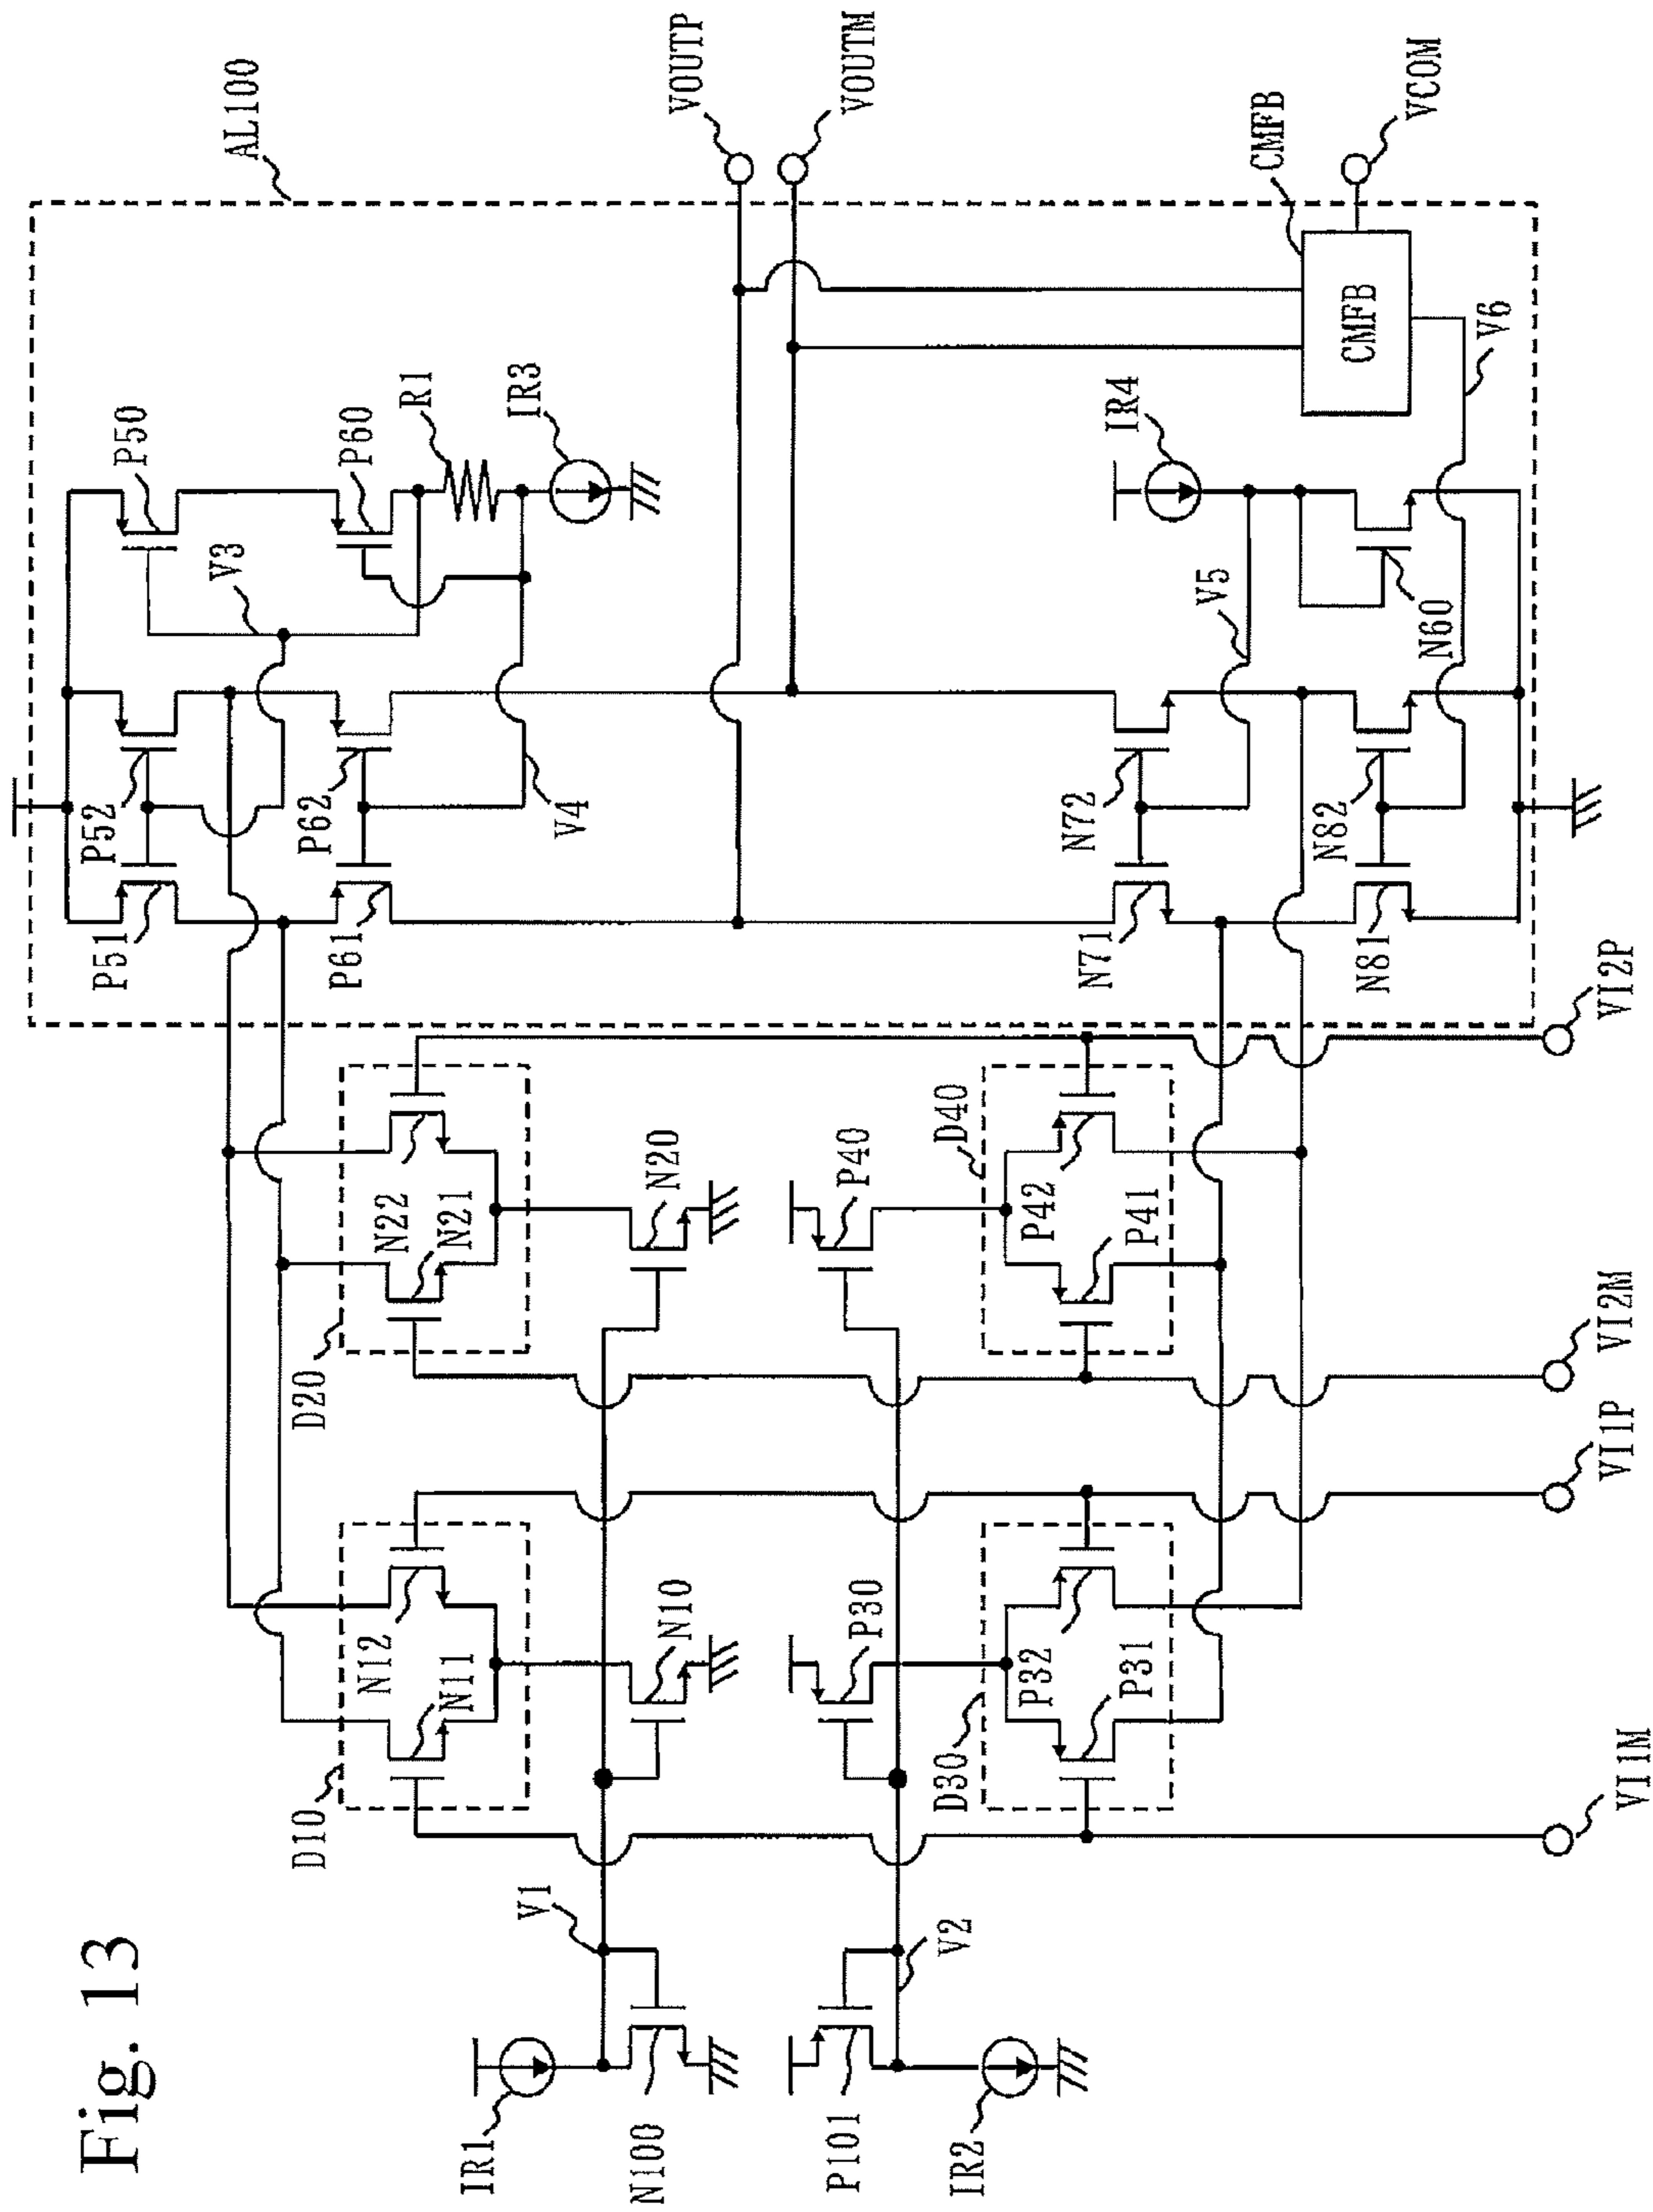 Fig. 13
IR1
N100
P101
IR2
V1
V2
D10
N12
N11
N10
P30
D30
P32
P31
VI1M
VI1P
D20
N22
N21
N20
P40
D40
P42
P41
VI2M
VI2P
AL100
P51
P52
P50
V3
P61
P62
P60
R1
V4
IR3
VOUTP
VOUTM
N71
N72
V5
IR4
N81
N82
N60
V6
CMFB
CMFB
VCOM